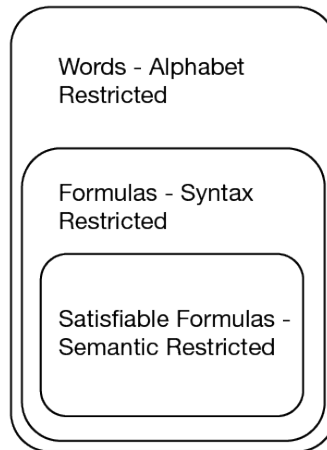 Words - Alphabet
Restricted
Formulas - Syntax
Restricted
Satisfiable Formulas -
Semantic Restricted